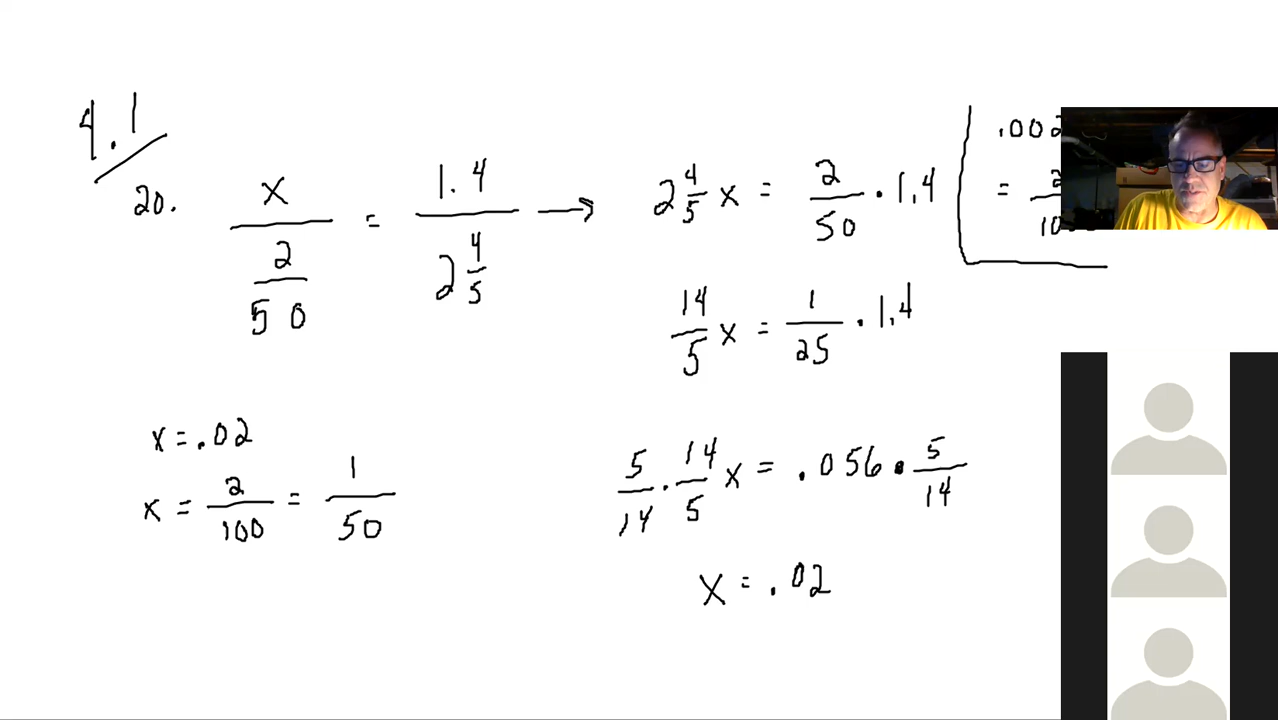 4.1
20. x/(2/50) = 1.4/(2 4/5) →
2 4/5 x = 2/50 · 1.4
14/5 x = 1/25 · 1.4
5/14 · 14/5 x = .056 · 5/14
x = .02
x = .02
x = 2/100 = 1/50
.002
=